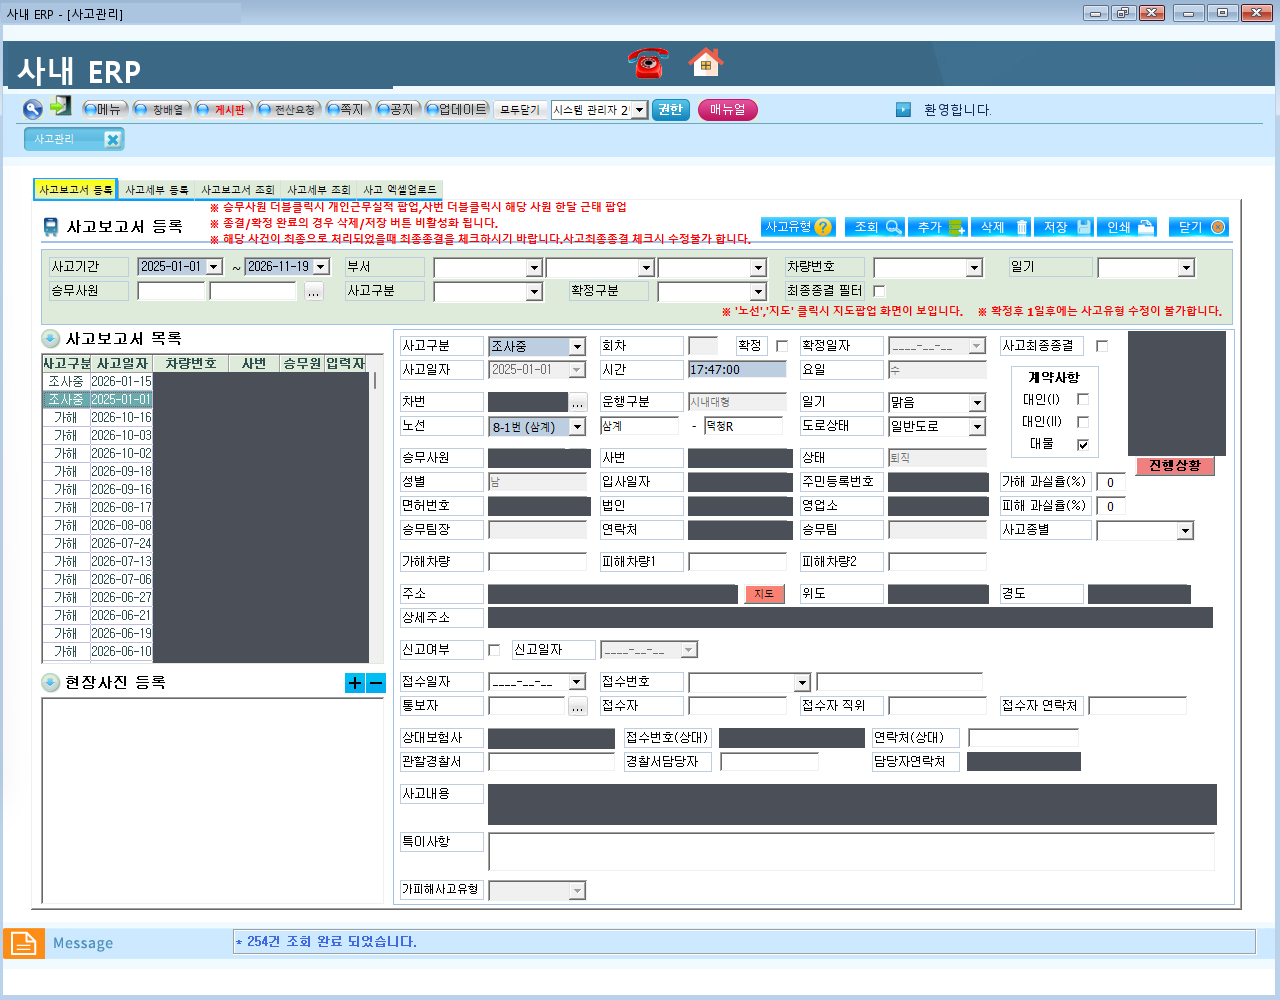 사내 ERP - [사고관리]
사내 ERP
메뉴 창배열 게시판 전산요청 쪽지 공지 업데이트 모두닫기 시스템 관리자 2 권한 매뉴얼 환영합니다.
사고관리
사고보고서 등록 사고세부 등록 사고보고서 조회 사고세부 조회 사고 엑셀업로드
※ 승무사원 더블클릭시 개인근무실적 팝업,사번 더블클릭시 해당 사원 한달 근태 팝업
사고보고서 등록
※ 종결/확정 완료의 경우 삭제/저장 버튼 비활성화 됩니다.
※ 해당 사건이 최종으로 처리되었을때 최종종결을 체크하시기 바랍니다,사고최종종결 체크시 수정불가 합니다.
사고유형 ? 조회 추가 삭제 저장 인쇄 닫기
사고기간 2025-01-01 ~ 2026-11-19 부서 차량번호 일기
승무사원 ... 사고구분 확정구분 최종종결 필터
※ '노선','지도' 클릭시 지도팝업 화면이 보입니다. ※ 확정후 1일후에는 사고유형 수정이 불가합니다.
사고보고서 목록
사고구분 사고일자 차량번호 사번 승무원 입력자
조사중 2026-01-15
조사중 2025-01-01
가해 2026-10-16
가해 2026-10-03
가해 2026-10-02
가해 2026-09-18
가해 2026-09-16
가해 2026-08-17
가해 2026-08-08
가해 2026-07-24
가해 2026-07-13
가해 2026-07-06
가해 2026-06-27
가해 2026-06-21
가해 2026-06-19
가해 2026-06-10
현장사진 등록
사고구분 조사중 회차 확정 확정일자 ____-__-__ 사고최종종결
사고일자 2025-01-01 시간 17:47:00 요일 수
계약사항
대인(I)
대인(II)
대물
진행상황
차번 ... 운행구분 시내대형 일기 맑음
노선 8-1번 (삼계) 삼계 - 덕정R 도로상태 일반도로
승무사원 사번 상태 퇴직
성별 남 입사일자 주민등록번호 가해 과실율(%) 0
면허번호 법인 영업소 피해 과실율(%) 0
승무팀장 연락처 승무팀 사고종별
가해차량 피해차량1 피해차량2
주소 지도 위도 경도
상세주소
신고여부 신고일자 ____-__-__
접수일자 ____-__-__ 접수번호
통보자 ... 접수자 접수자 직위 접수자 연락처
상대보험사 접수번호(상대) 연락처(상대)
관할경찰서 경찰서담당자 담당자연락처
사고내용
특이사항
가피해사고유형
Message * 254건 조회 완료 되었습니다.